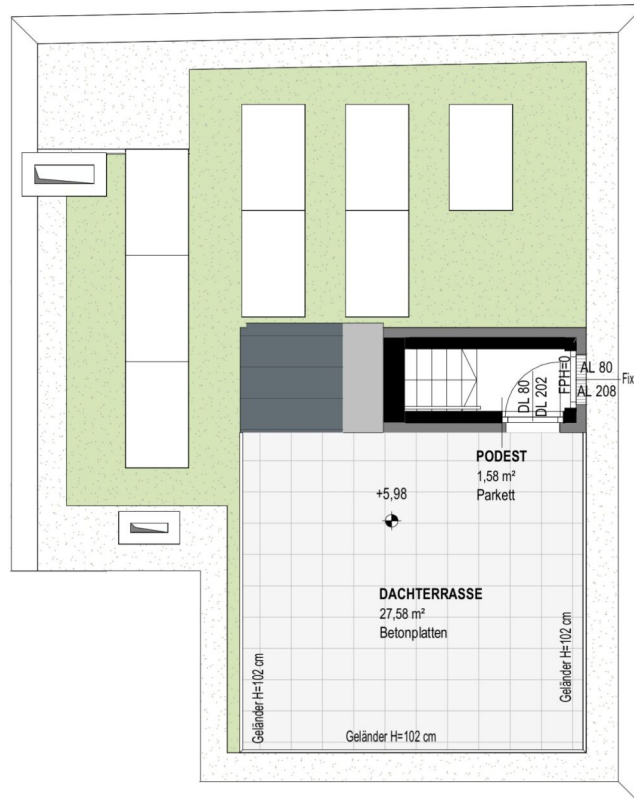 AL 80
AL 208
Fix
FPH=0
DL 80
DL 202
PODEST
1,58 m²
Parkett
+5,98
DACHTERRASSE
27,58 m²
Betonplatten
Geländer H=102 cm
Geländer H=102 cm
Geländer H=102 cm